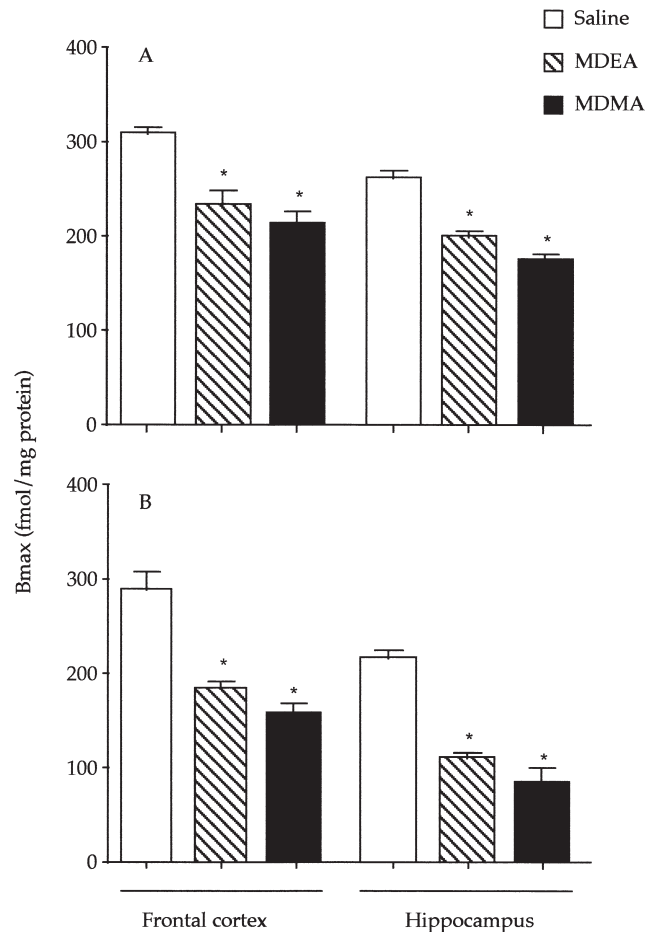 Saline
MDEA
MDMA
A
400
300
200
100
0
* * * *
B
400
300
200
100
0
* * * *
Bmax (fmol/mg protein)
Frontal cortex Hippocampus